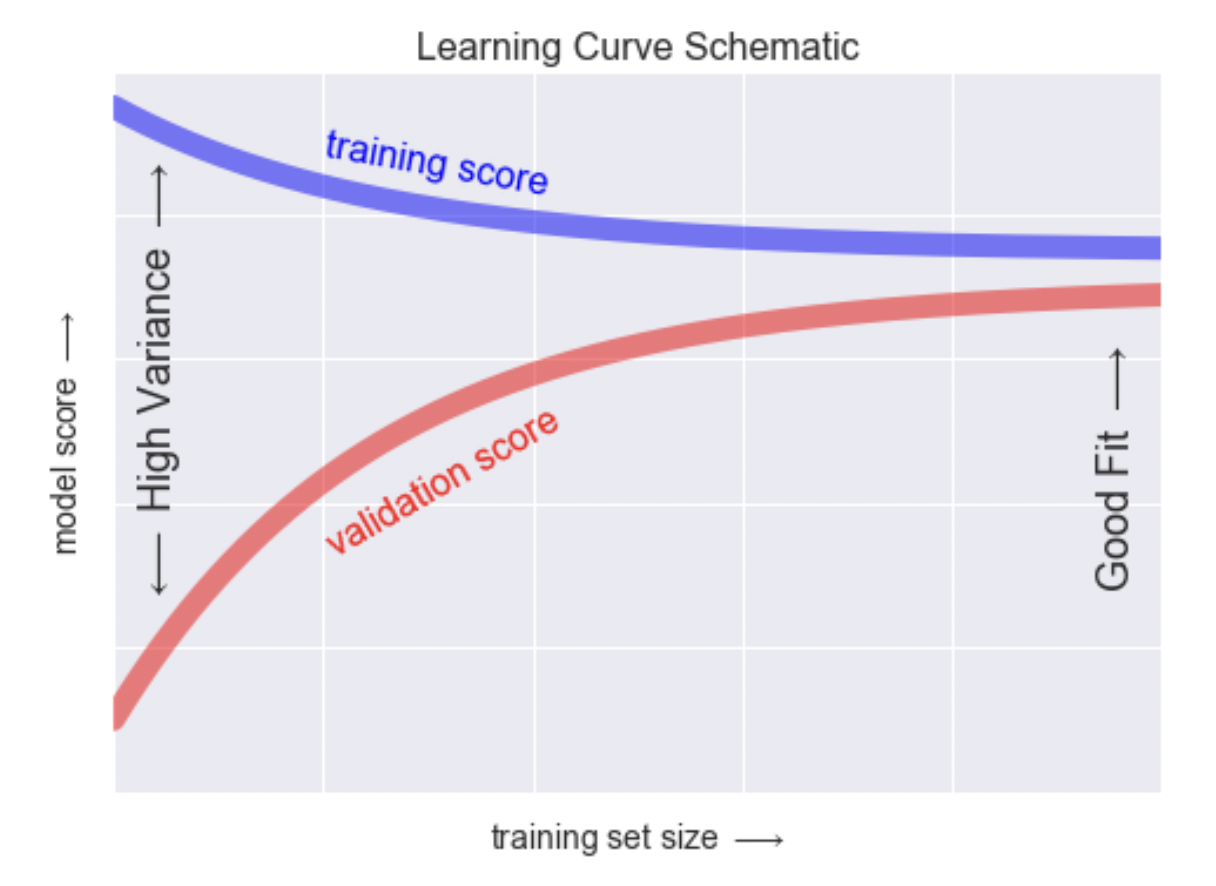 Learning Curve Schematic
training score
← High Variance →
model score →
validation score
Good Fit →
training set size →